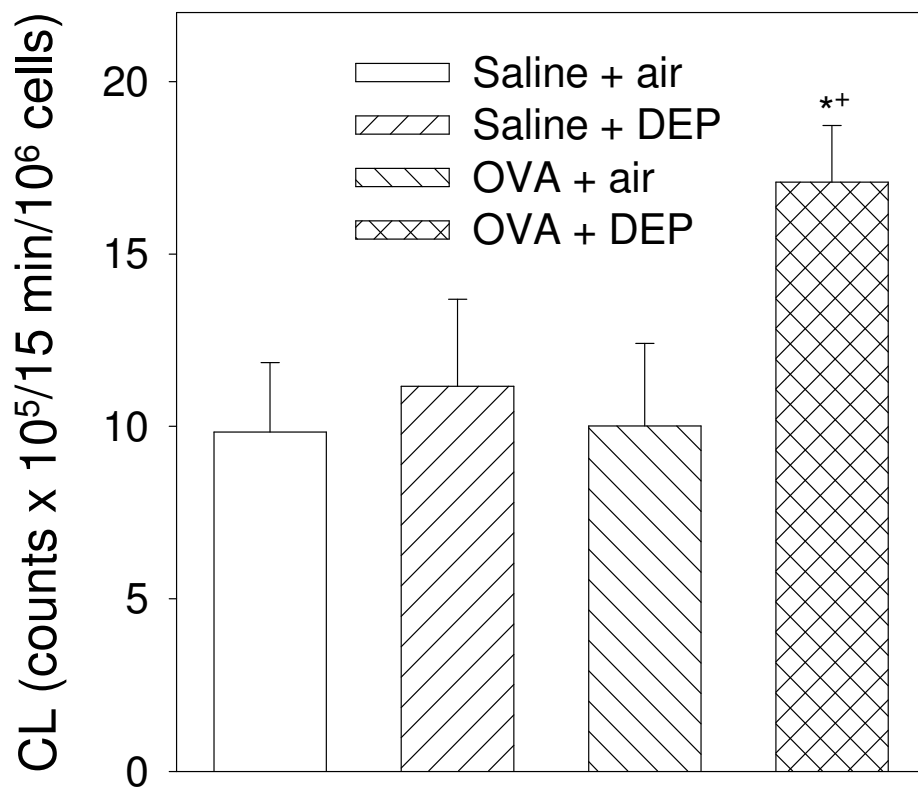 CL (counts x 10⁵/15 min/10⁶ cells)
20
15
10
5
0
Saline + air
Saline + DEP
OVA + air
OVA + DEP
*⁺